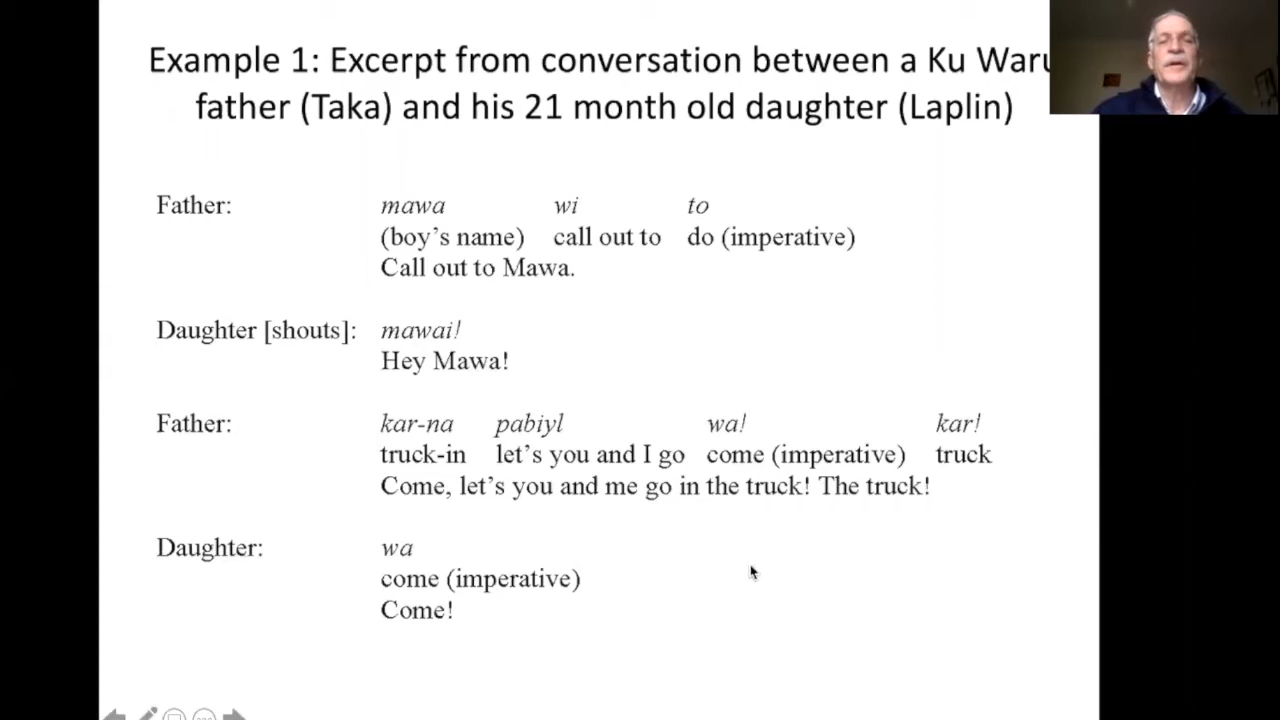 Example 1: Excerpt from conversation between a Ku Waru
father (Taka) and his 21 month old daughter (Laplin)
Father: mawa wi to
(boy's name) call out to do (imperative)
Call out to Mawa.
Daughter [shouts]: mawai!
Hey Mawa!
Father: kar-na pabiyl wa! kar!
truck-in let's you and I go come (imperative) truck
Come, let's you and me go in the truck! The truck!
Daughter: wa
come (imperative)
Come!